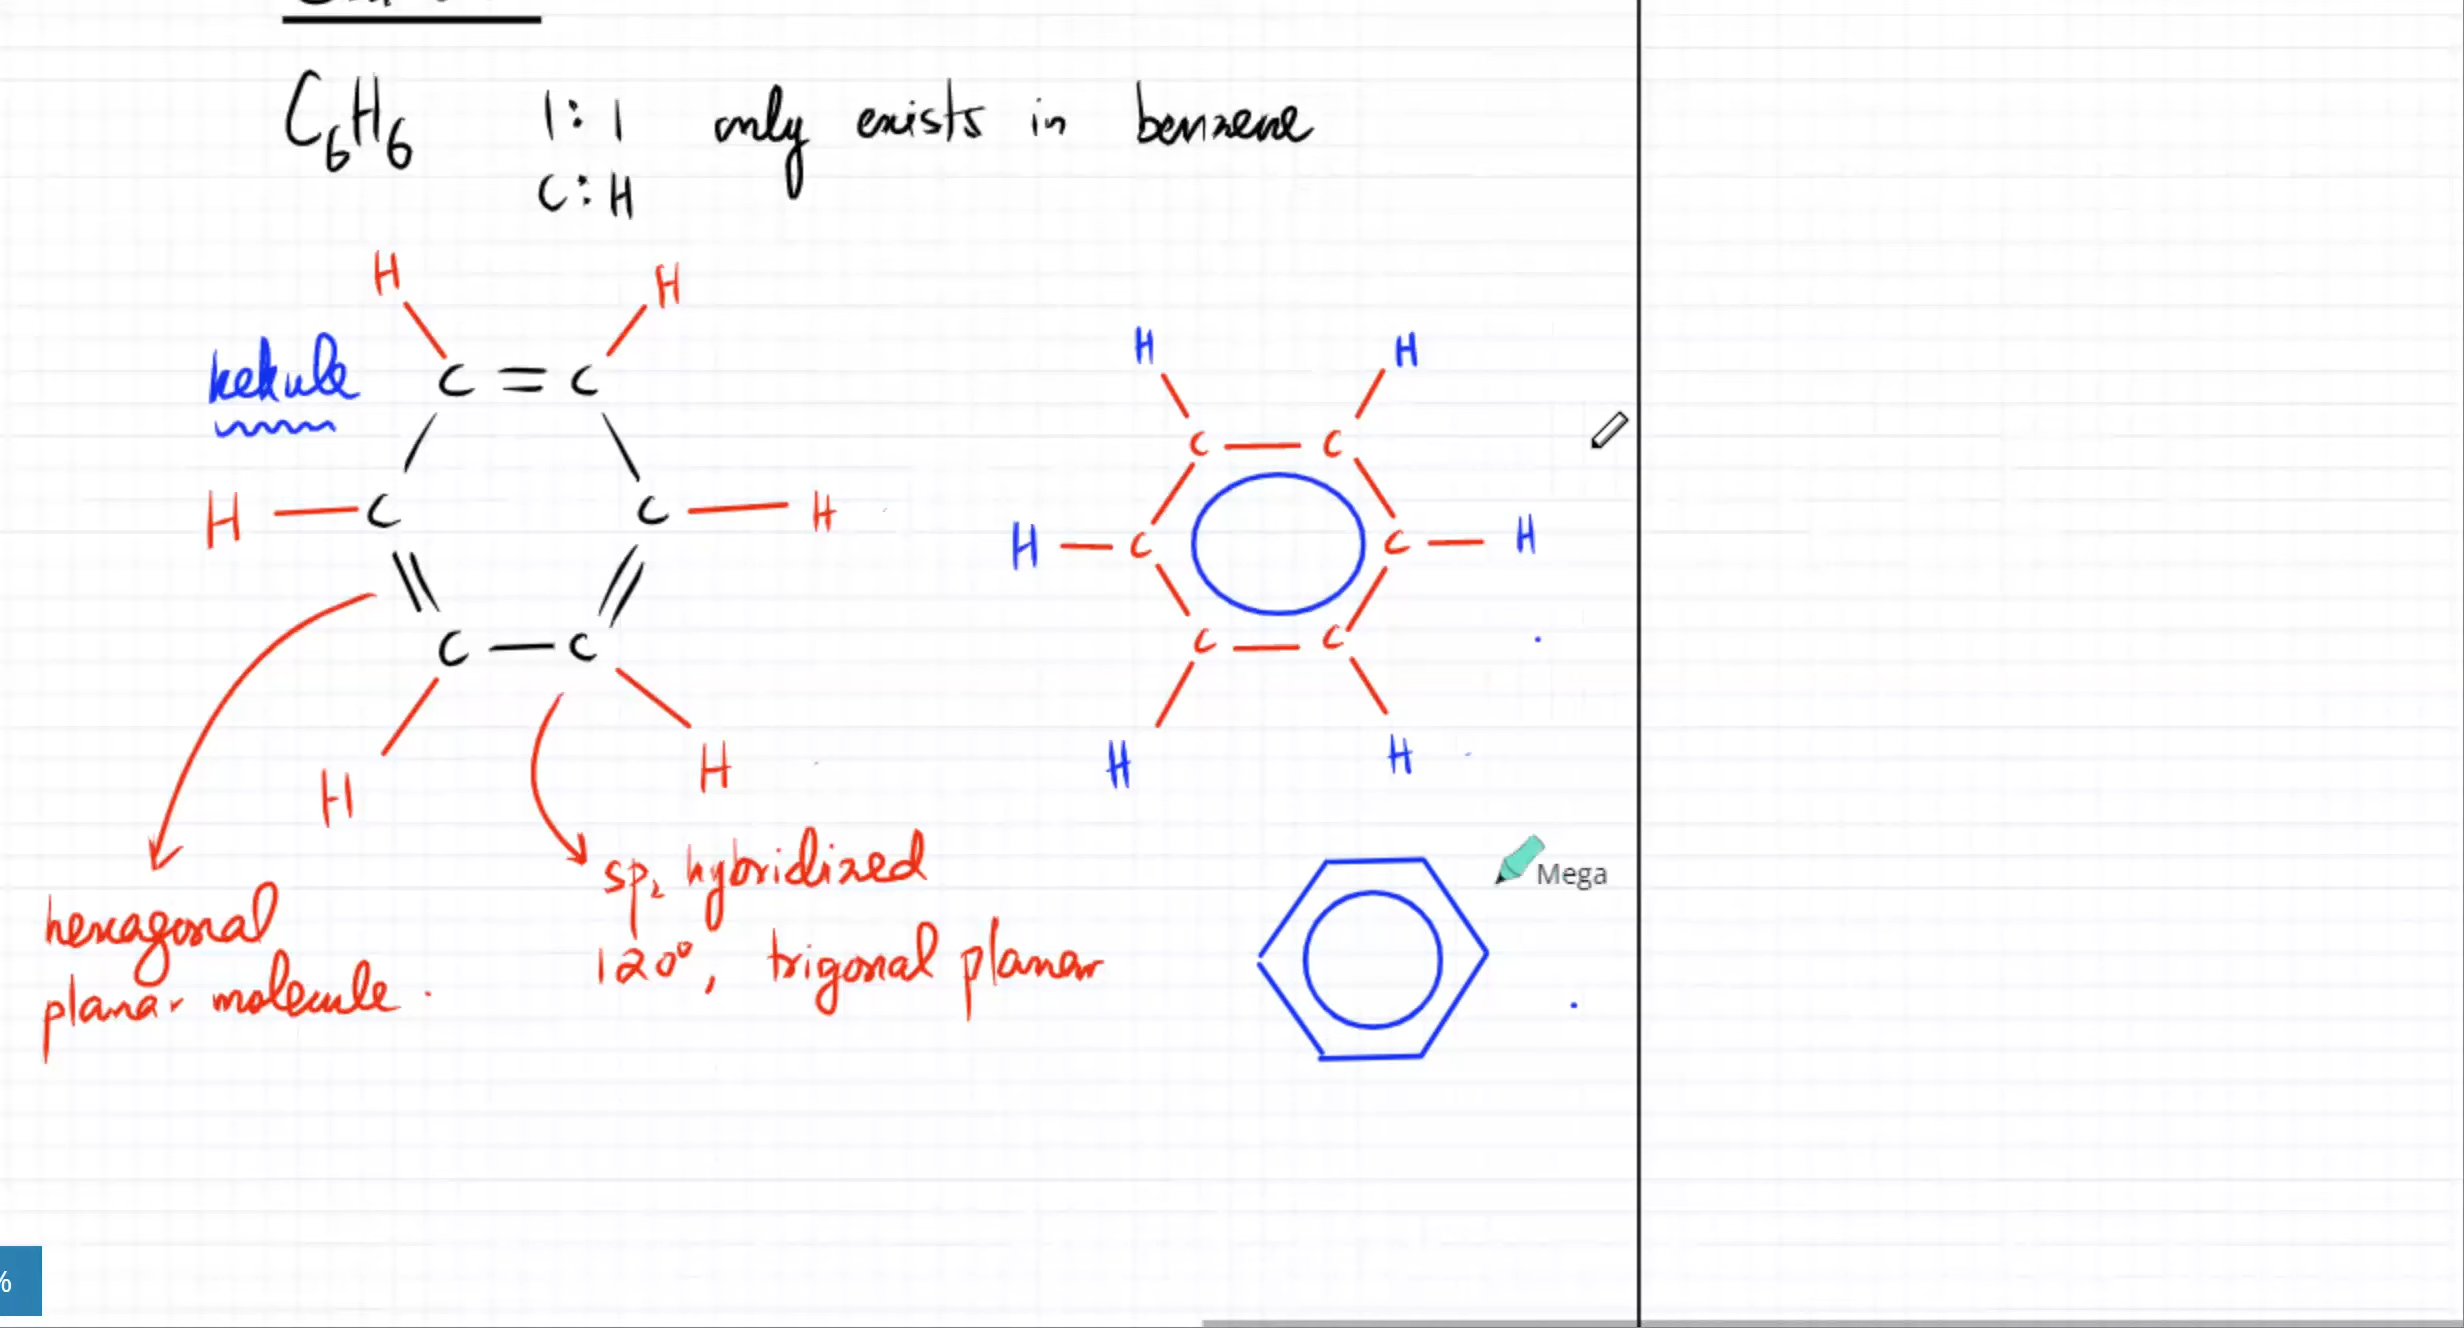 C6H6 1:1 only exists in benzene
C:H
H H
kekule
C = C
H C C H
C C
H H
hexagonal
planar molecule.
sp2 hybridized
120°, trigonal planar
H H
C C
H C C H
C C
H H
Mega
%